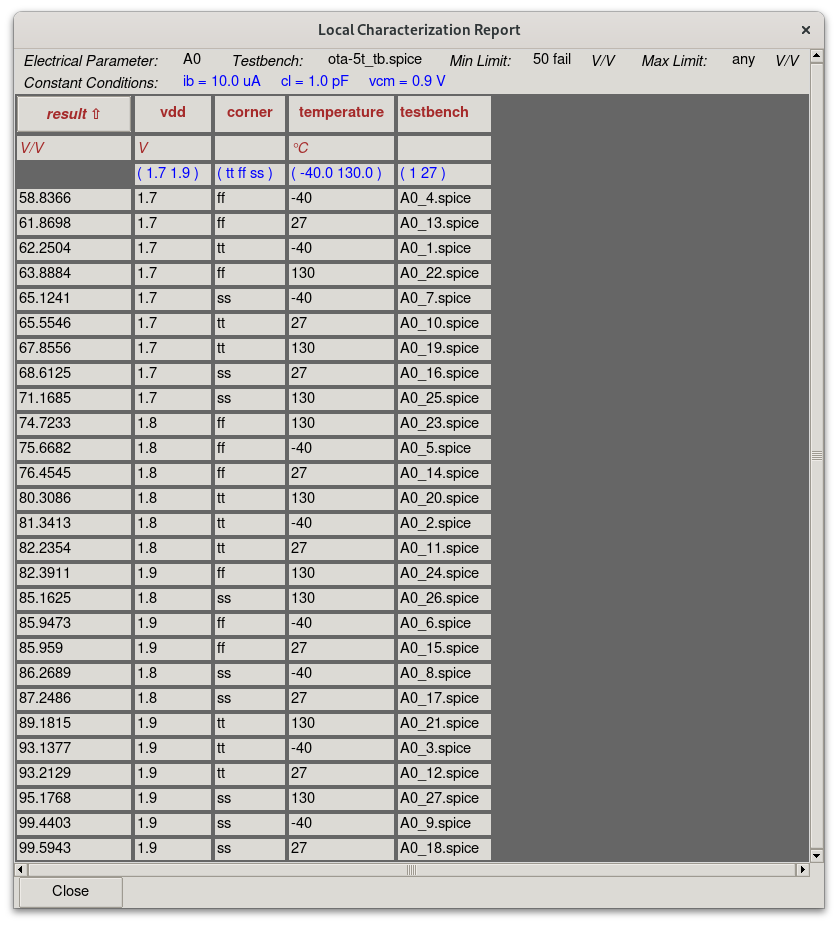 Local Characterization Report ×
Electrical Parameter: A0 Testbench: ota-5t_tb.spice Min Limit: 50 fail V/V Max Limit: any V/V
Constant Conditions: ib = 10.0 uA cl = 1.0 pF vcm = 0.9 V
result ⇧ vdd corner temperature testbench
V/V V °C
( 1.7 1.9 ) ( tt ff ss ) ( -40.0 130.0 ) ( 1 27 )
58.8366 1.7 ff -40 A0_4.spice
61.8698 1.7 ff 27 A0_13.spice
62.2504 1.7 tt -40 A0_1.spice
63.8884 1.7 ff 130 A0_22.spice
65.1241 1.7 ss -40 A0_7.spice
65.5546 1.7 tt 27 A0_10.spice
67.8556 1.7 tt 130 A0_19.spice
68.6125 1.7 ss 27 A0_16.spice
71.1685 1.7 ss 130 A0_25.spice
74.7233 1.8 ff 130 A0_23.spice
75.6682 1.8 ff -40 A0_5.spice
76.4545 1.8 ff 27 A0_14.spice
80.3086 1.8 tt 130 A0_20.spice
81.3413 1.8 tt -40 A0_2.spice
82.2354 1.8 tt 27 A0_11.spice
82.3911 1.9 ff 130 A0_24.spice
85.1625 1.8 ss 130 A0_26.spice
85.9473 1.9 ff -40 A0_6.spice
85.959 1.9 ff 27 A0_15.spice
86.2689 1.8 ss -40 A0_8.spice
87.2486 1.8 ss 27 A0_17.spice
89.1815 1.9 tt 130 A0_21.spice
93.1377 1.9 tt -40 A0_3.spice
93.2129 1.9 tt 27 A0_12.spice
95.1768 1.9 ss 130 A0_27.spice
99.4403 1.9 ss -40 A0_9.spice
99.5943 1.9 ss 27 A0_18.spice
Close